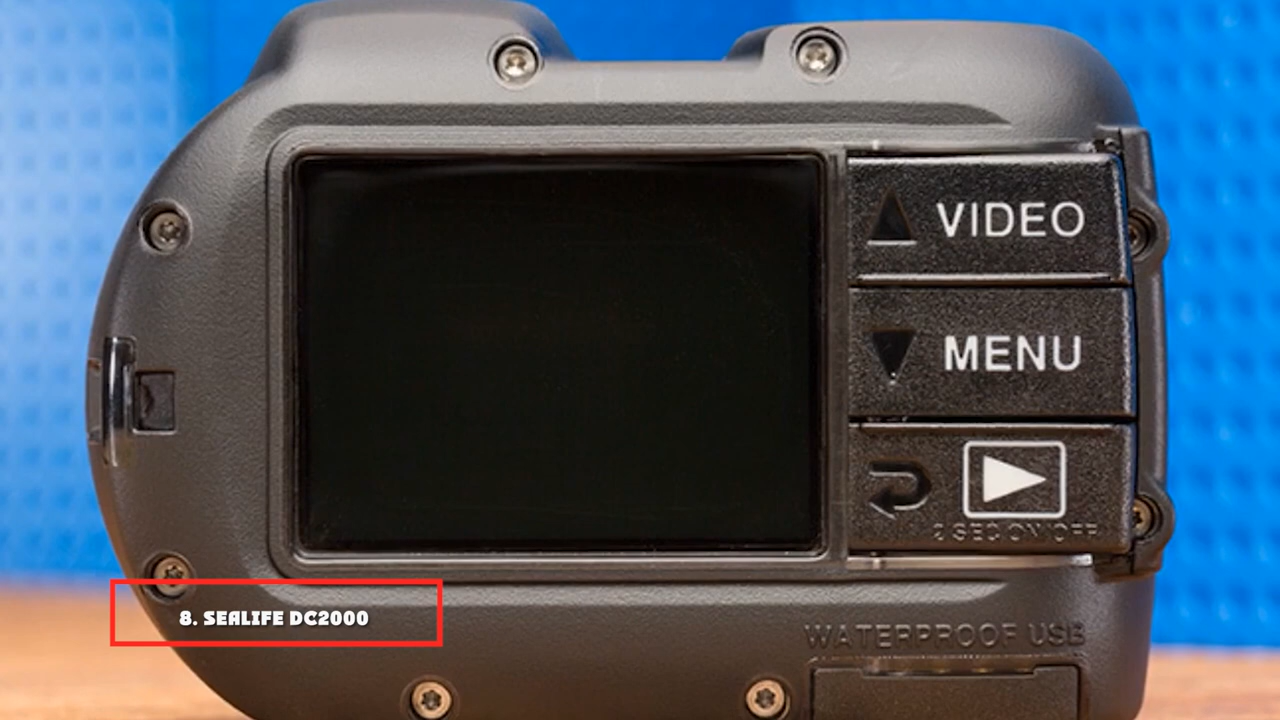 VIDEO
MENU
2 SEC ON/OFF
8. SEALIFE DC2000
WATERPROOF USB